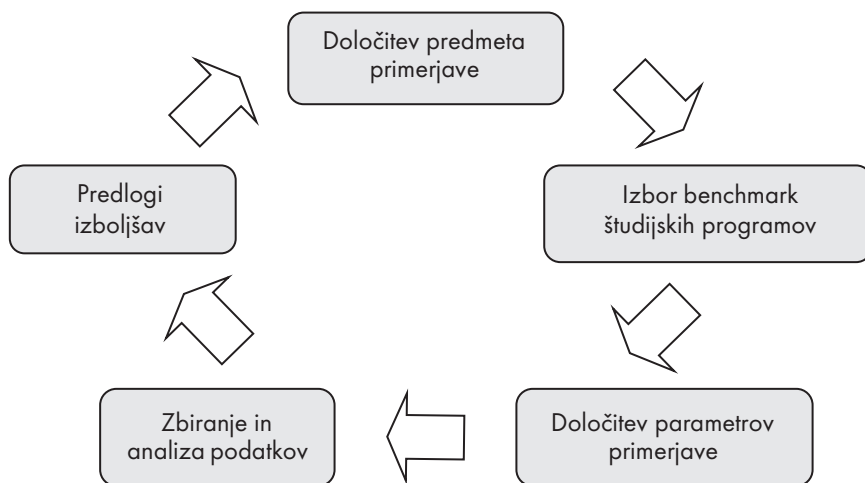 Določitev predmeta
primerjave
Izbor benchmark
študijskih programov
Določitev parametrov
primerjave
Zbiranje in
analiza podatkov
Predlogi
izboljšav